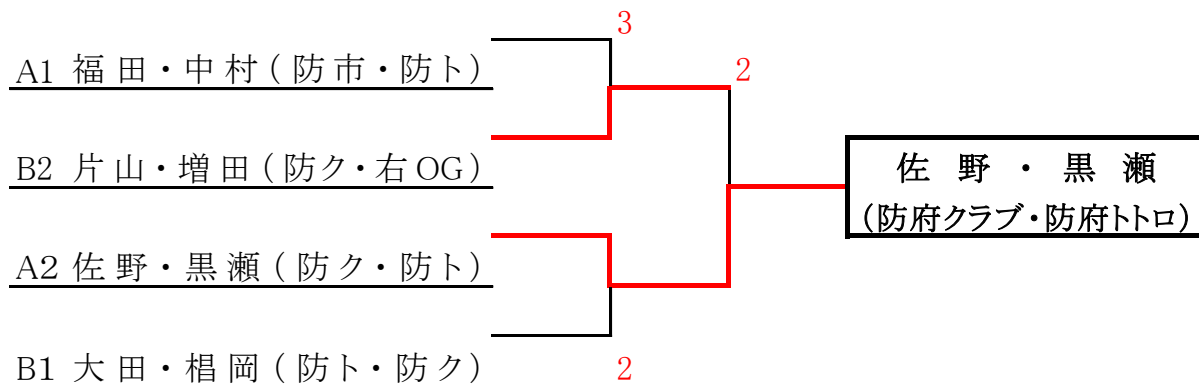 3
A1 福田・中村(防市・防ト)
2
B2 片山・増田(防ク・右OG)
佐野・黒瀬
(防府クラブ・防府トトロ)
A2 佐野・黒瀬(防ク・防ト)
B1 大田・椙岡(防ト・防ク)
2